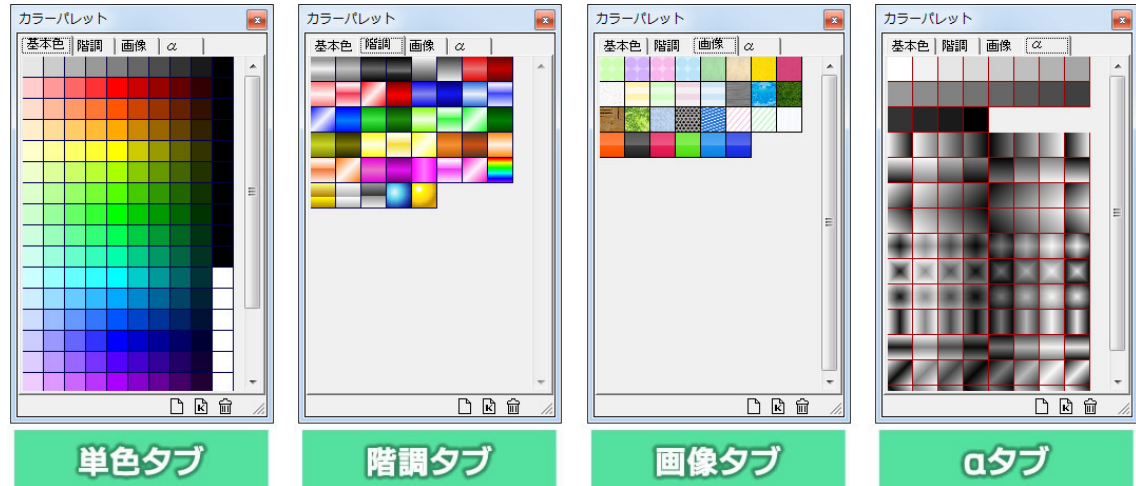 カラーパレット
基本色 階調 画像 α
単色タブ
カラーパレット
基本色 階調 画像 α
階調タブ
カラーパレット
基本色 階調 画像 α
画像タブ
カラーパレット
基本色 階調 画像 α
αタブ